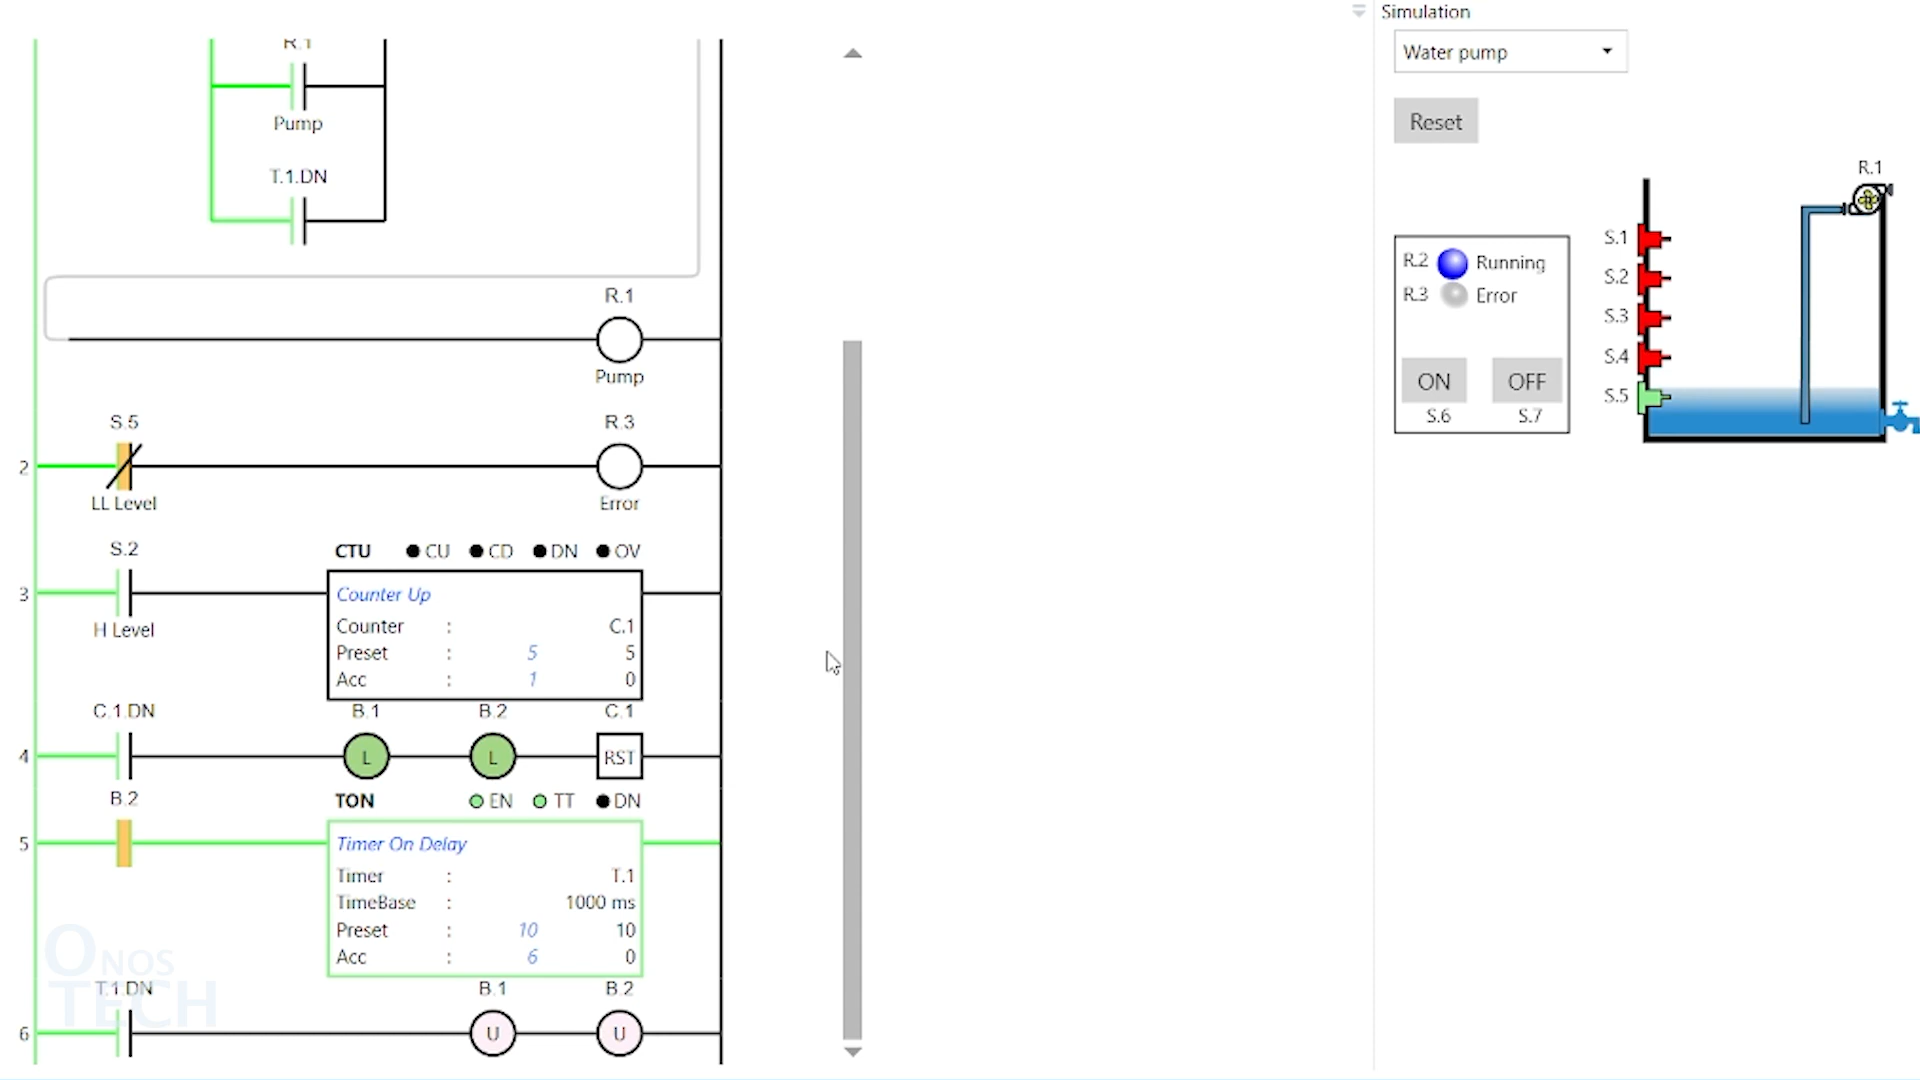 R.1
Pump
T.1.DN
R.1
Pump
S.5
R.3
2
LL Level
Error
S.2
CTU CU CD DN OV
3
Counter Up
Counter : C.1
Preset : 5 5
Acc : 1 0
H Level
C.1.DN
B.1
B.2
C.1
4
L
L
RST
B.2
TON EN TT DN
5
Timer On Delay
Timer : T.1
TimeBase : 1000 ms
Preset : 10 10
Acc : 6 0
ONOS
TECH
T.1.DN
B.1
B.2
6
U
U
Simulation
Water pump
Reset
R.1
R.2 Running
R.3 Error
ON
OFF
S.6
S.7
S.1
S.2
S.3
S.4
S.5